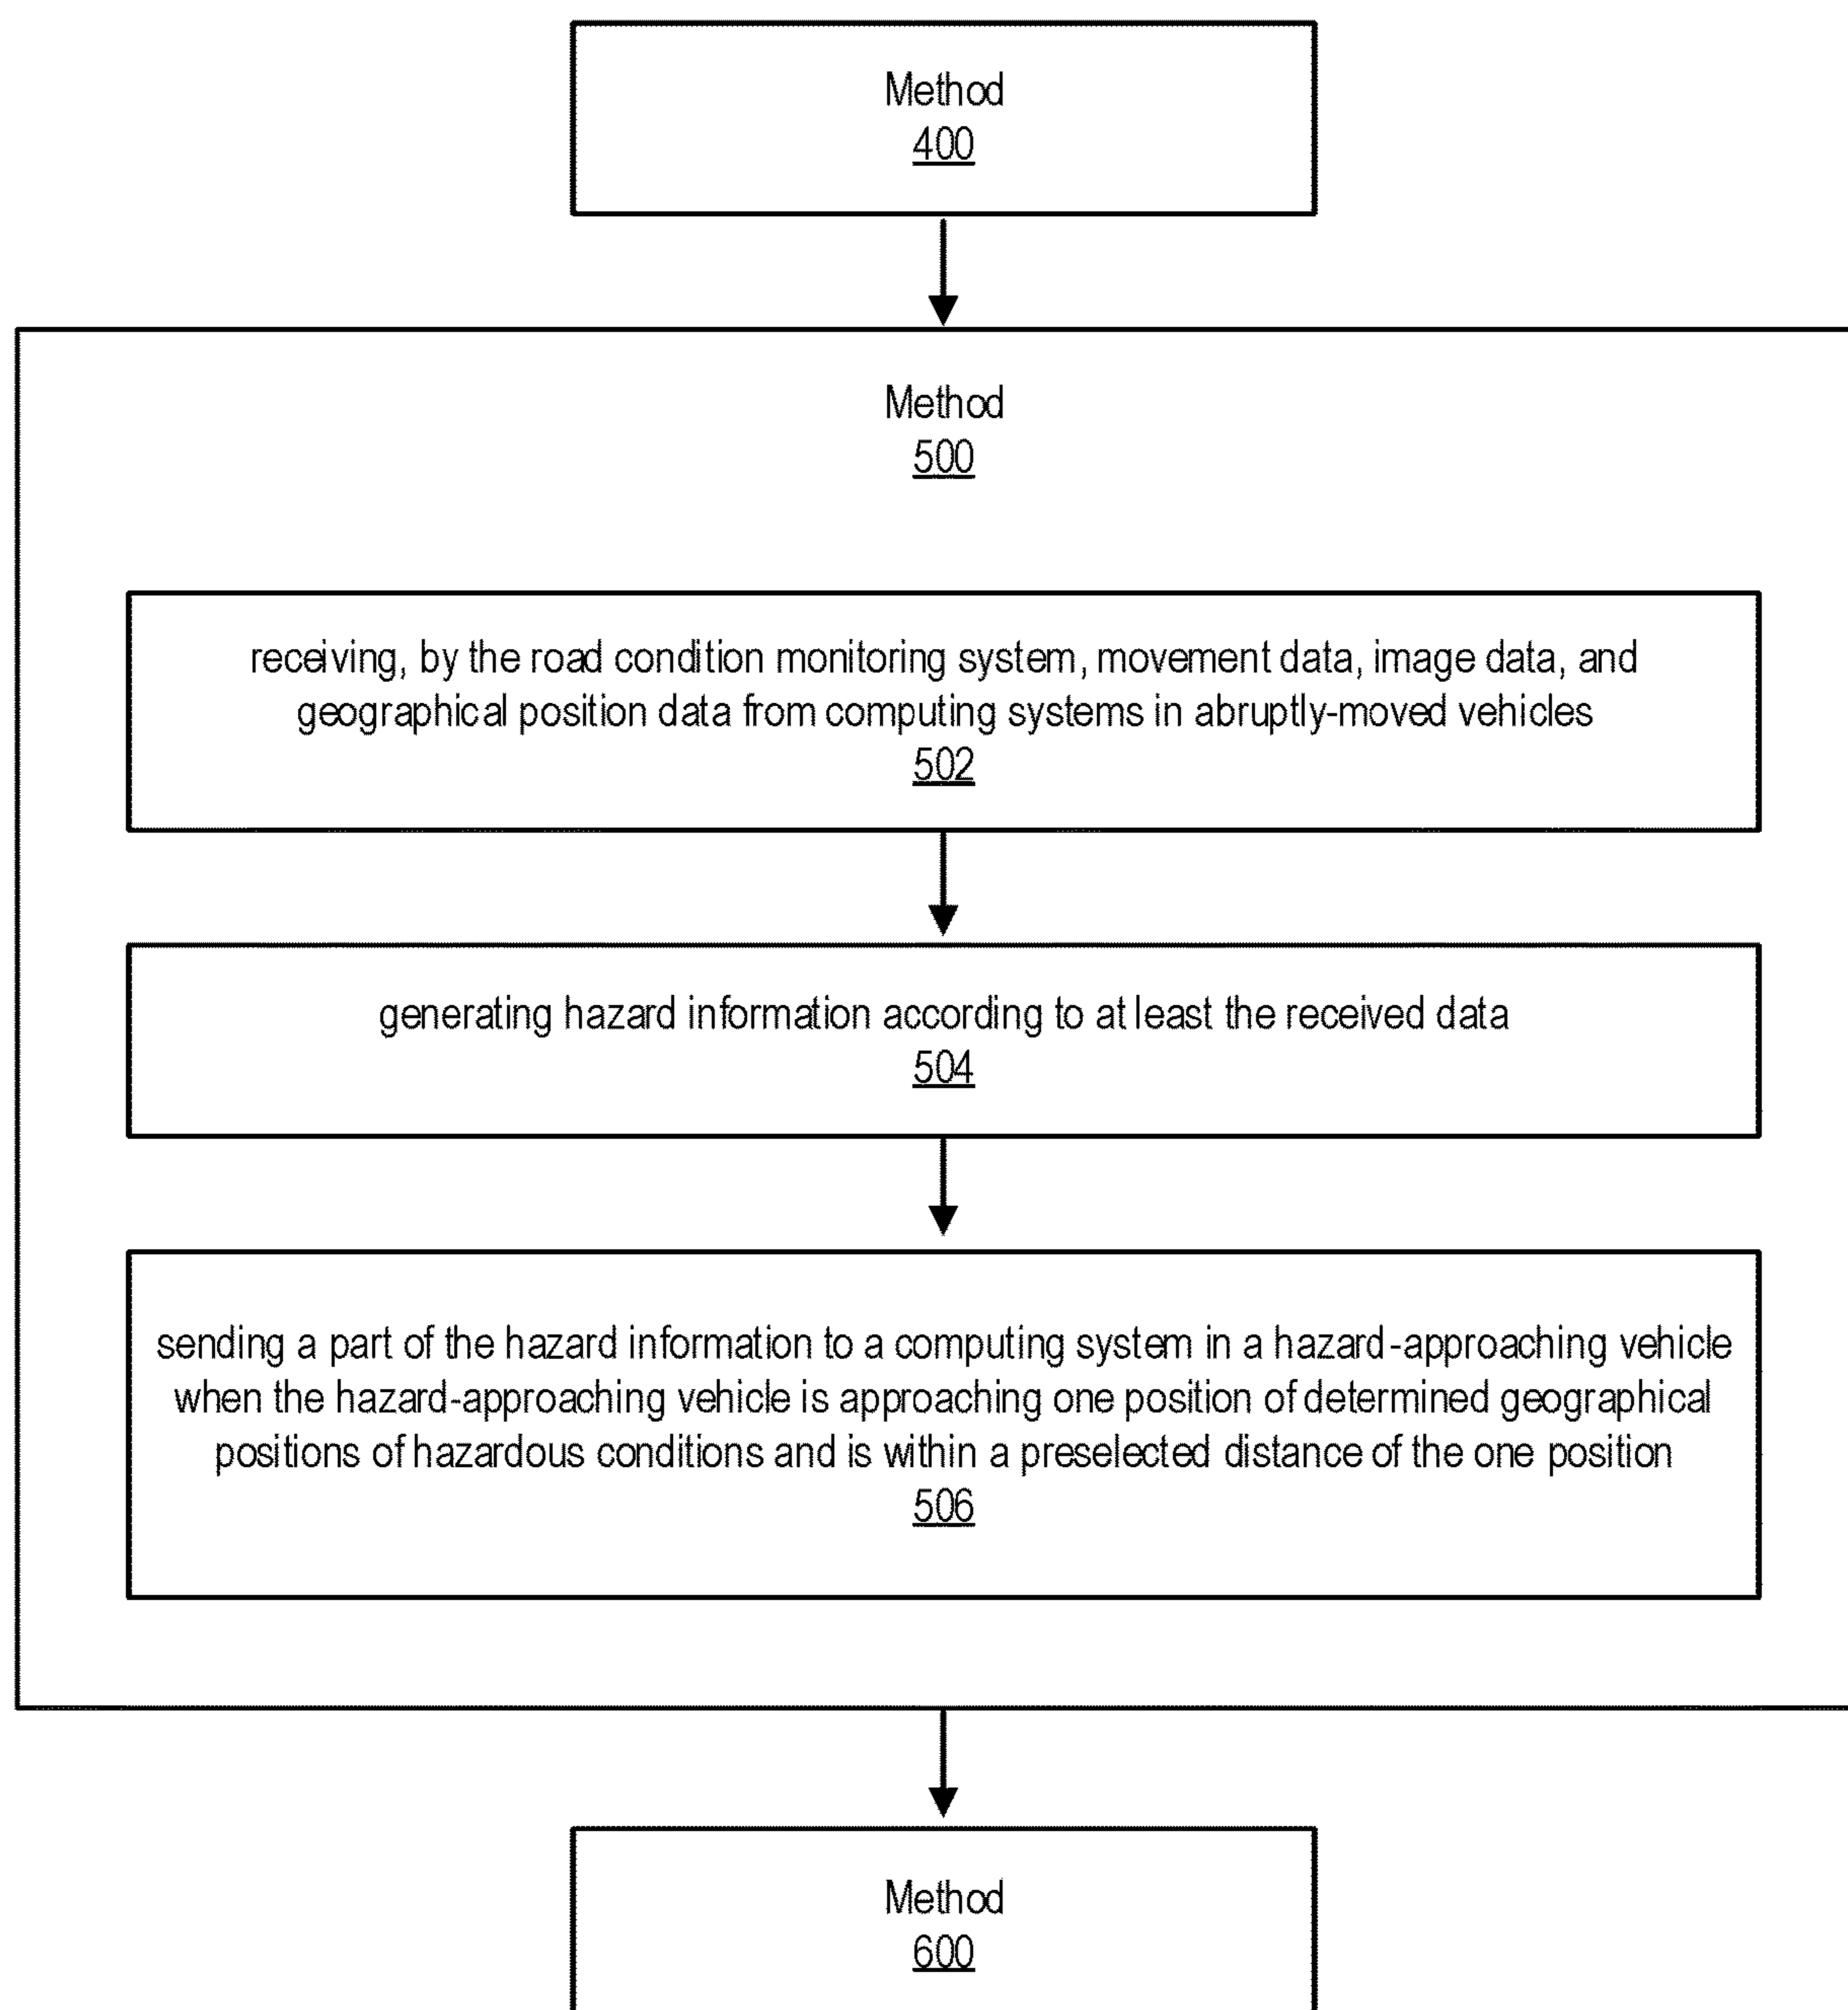 Method
400
Method
500
receiving, by the road condition monitoring system, movement data, image data, and
geographical position data from computing systems in abruptly-moved vehicles
502
generating hazard information according to at least the received data
504
sending a part of the hazard information to a computing system in a hazard-approaching vehicle
when the hazard-approaching vehicle is approaching one position of determined geographical
positions of hazardous conditions and is within a preselected distance of the one position
506
Method
600